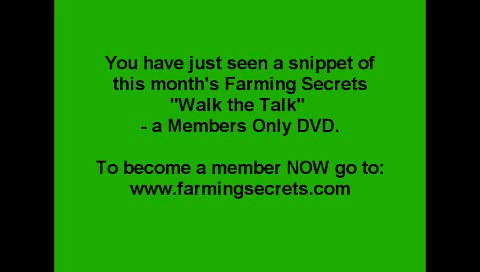 You have just seen a snippet of
this month's Farming Secrets
"Walk the Talk"
- a Members Only DVD.
To become a member NOW go to:
www.farmingsecrets.com